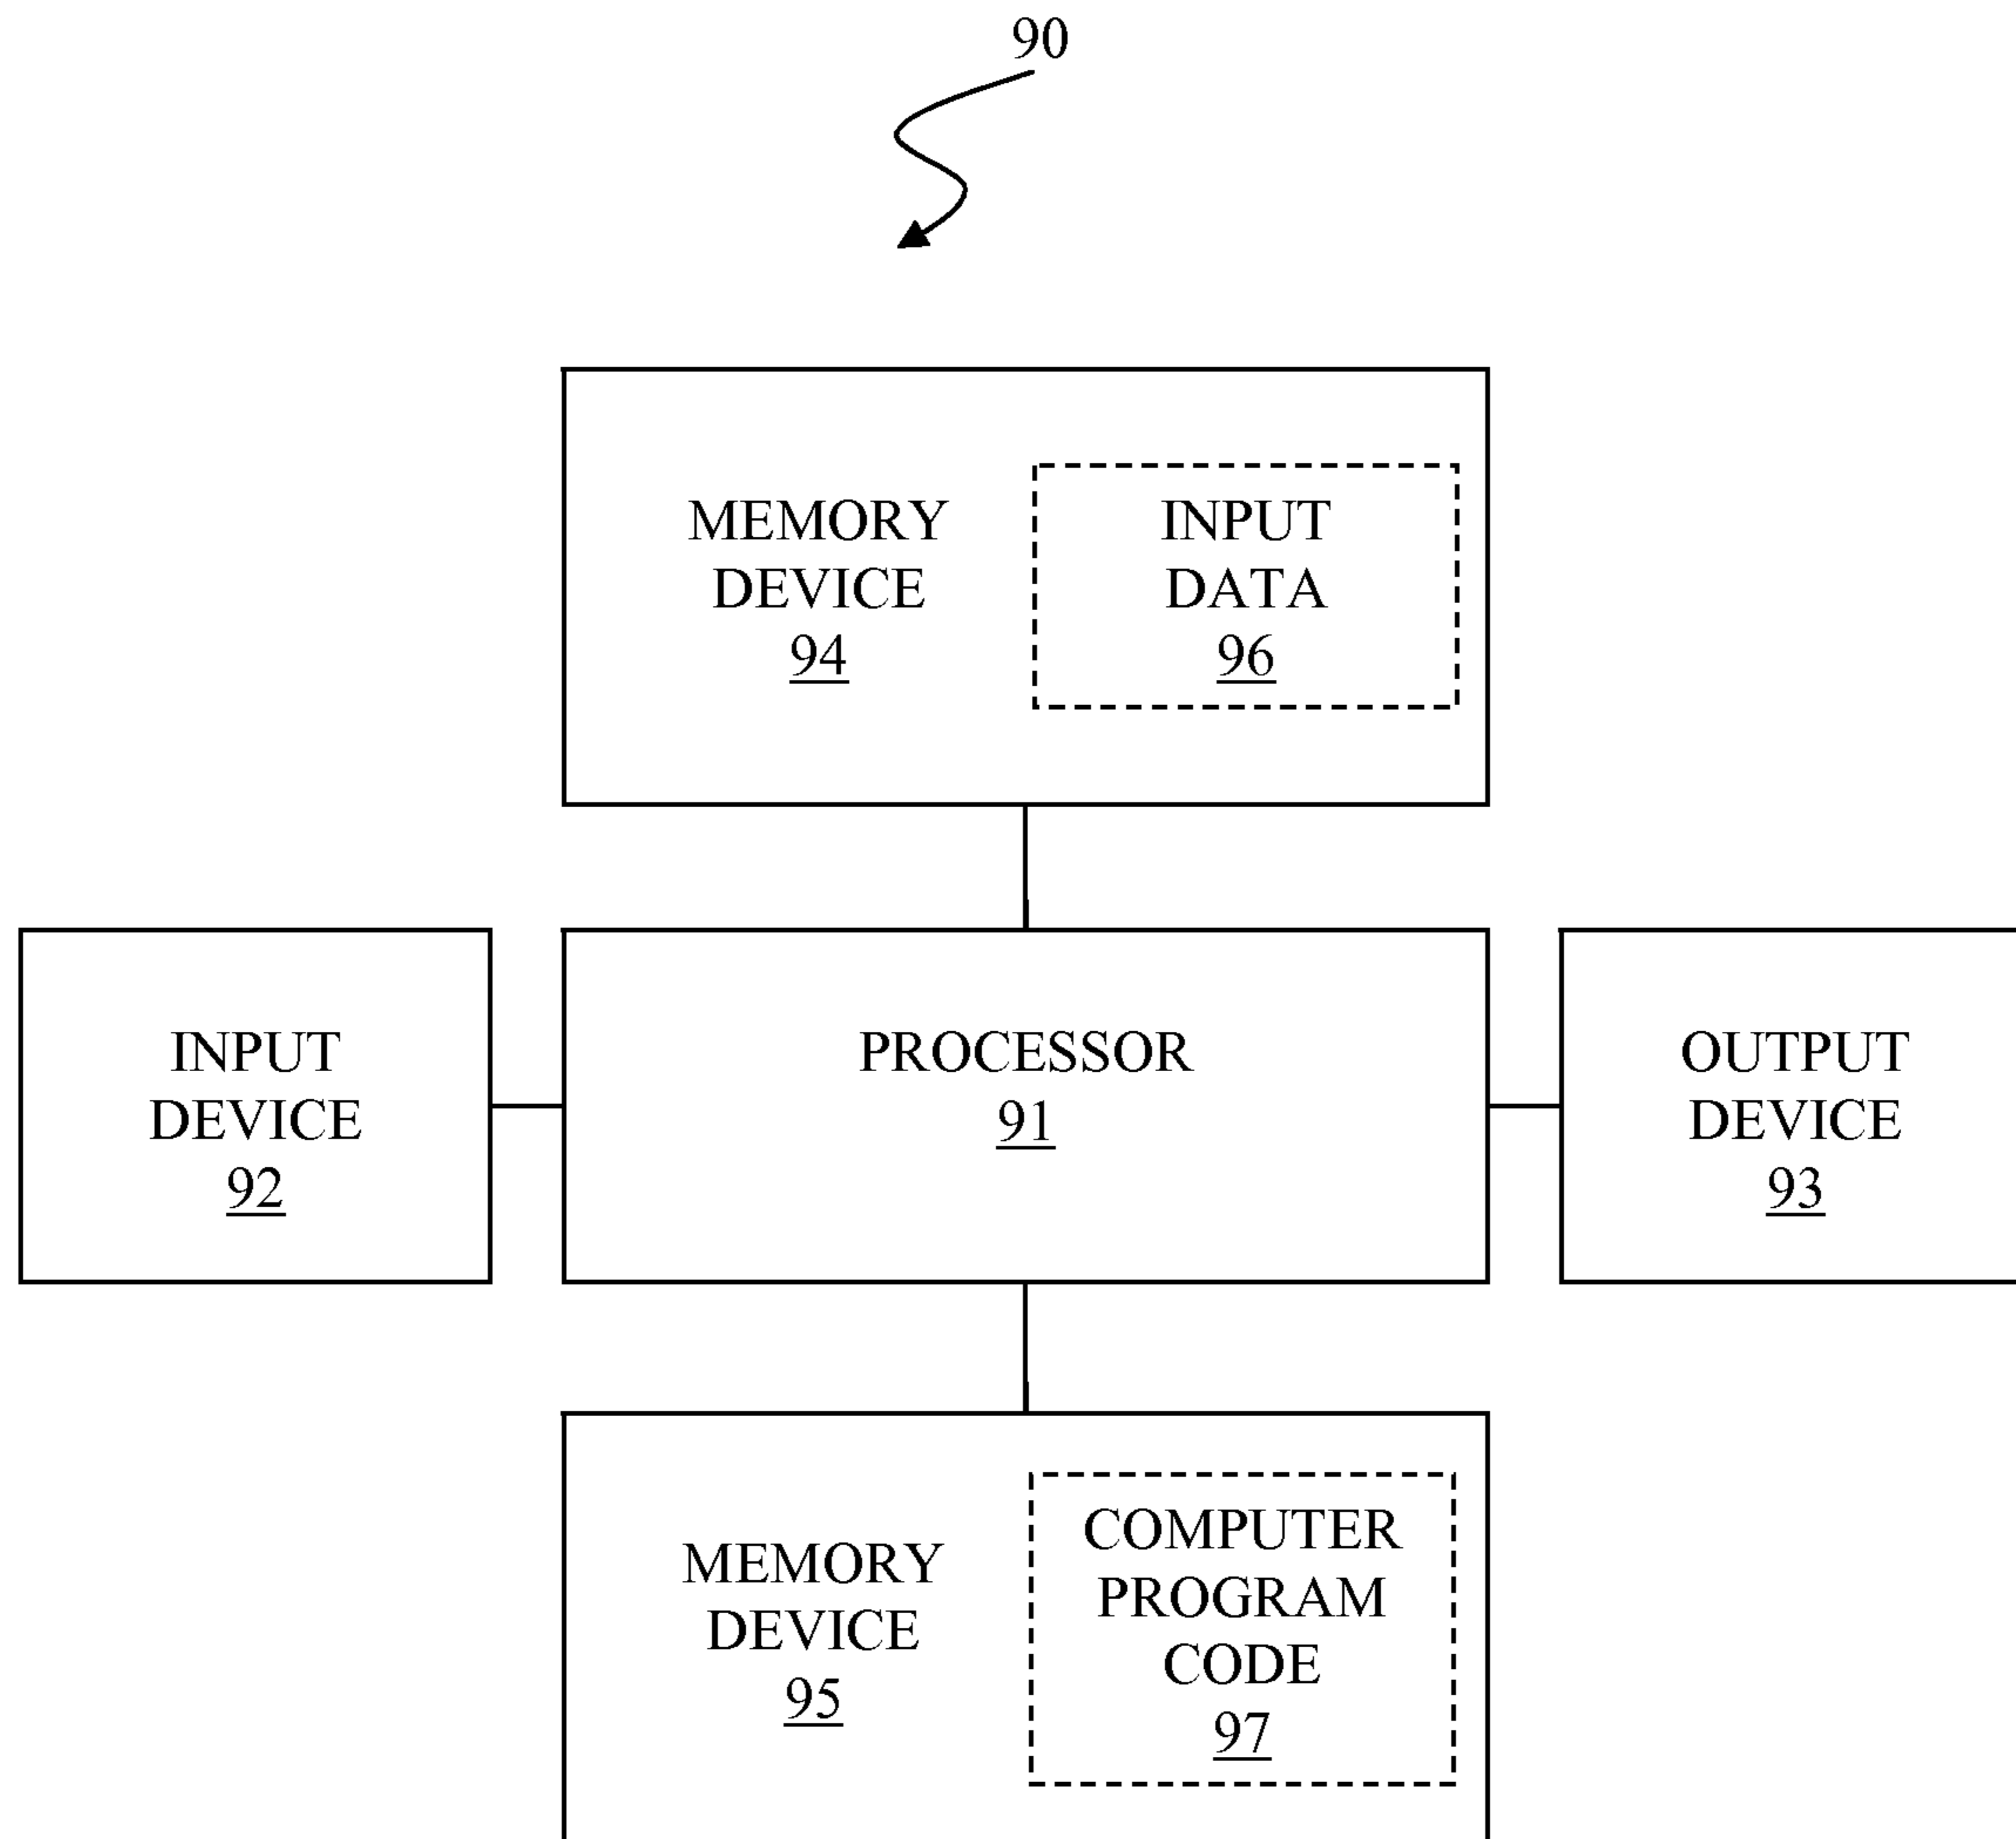 90
MEMORY
DEVICE
94
INPUT
DATA
96
INPUT
DEVICE
92
PROCESSOR
91
OUTPUT
DEVICE
93
MEMORY
DEVICE
95
COMPUTER
PROGRAM
CODE
97